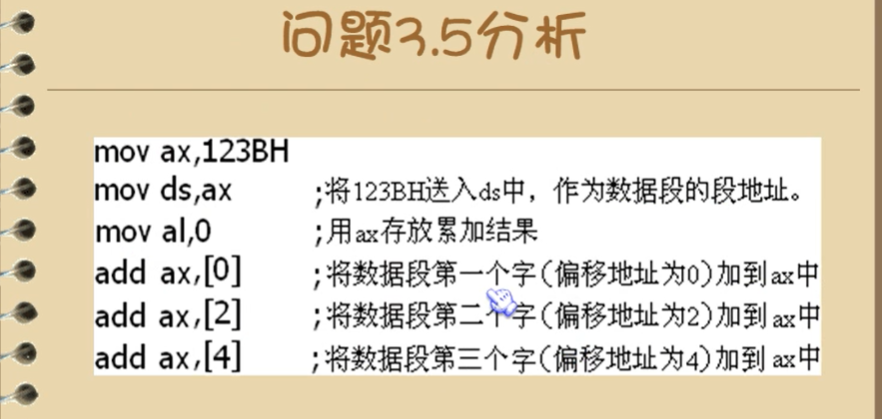 问题3.5分析
mov ax,123BH
mov ds,ax ;将123BH送入ds中，作为数据段的段地址。
mov al,0 ;用ax存放累加结果
add ax,[0] ;将数据段第一个字(偏移地址为0)加到ax中
add ax,[2] ;将数据段第二个字(偏移地址为2)加到ax中
add ax,[4] ;将数据段第三个字(偏移地址为4)加到ax中